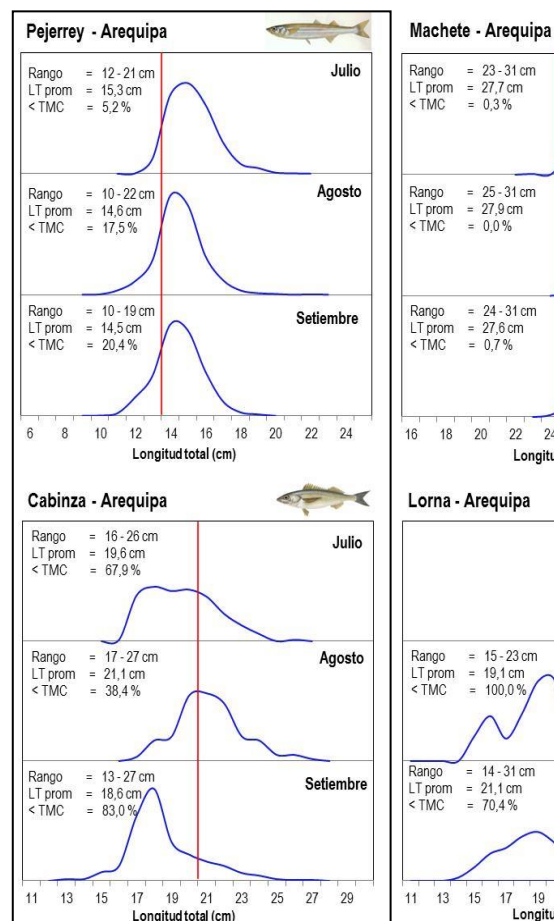 Pejerrey - Arequipa
Julio
Rango = 12 - 21 cm
LT prom = 15,3 cm
< TMC = 5,2 %
Agosto
Rango = 10 - 22 cm
LT prom = 14,6 cm
< TMC = 17,5 %
Setiembre
Rango = 10 - 19 cm
LT prom = 14,5 cm
< TMC = 20,4 %
6 8 10 12 14 16 18 20 22 24
Longitud total (cm)
Machete - Arequipa
Rango = 23 - 31 cm
LT prom = 27,7 cm
< TMC = 0,3 %
Rango = 25 - 31 cm
LT prom = 27,9 cm
< TMC = 0,0 %
Rango = 24 - 31 cm
LT prom = 27,6 cm
< TMC = 0,7 %
16 18 20 22
Cabinza - Arequipa
Julio
Rango = 16 - 26 cm
LT prom = 19,6 cm
< TMC = 67,9 %
Agosto
Rango = 17 - 27 cm
LT prom = 21,1 cm
< TMC = 38,4 %
Setiembre
Rango = 13 - 27 cm
LT prom = 18,6 cm
< TMC = 83,0 %
11 13 15 17 19 21 23 25 27 29
Longitud total (cm)
Lorna - Arequipa
Rango = 15 - 23 cm
LT prom = 19,1 cm
< TMC = 100,0 %
Rango = 14 - 31 cm
LT prom = 21,1 cm
< TMC = 70,4 %
11 13 15 17 19